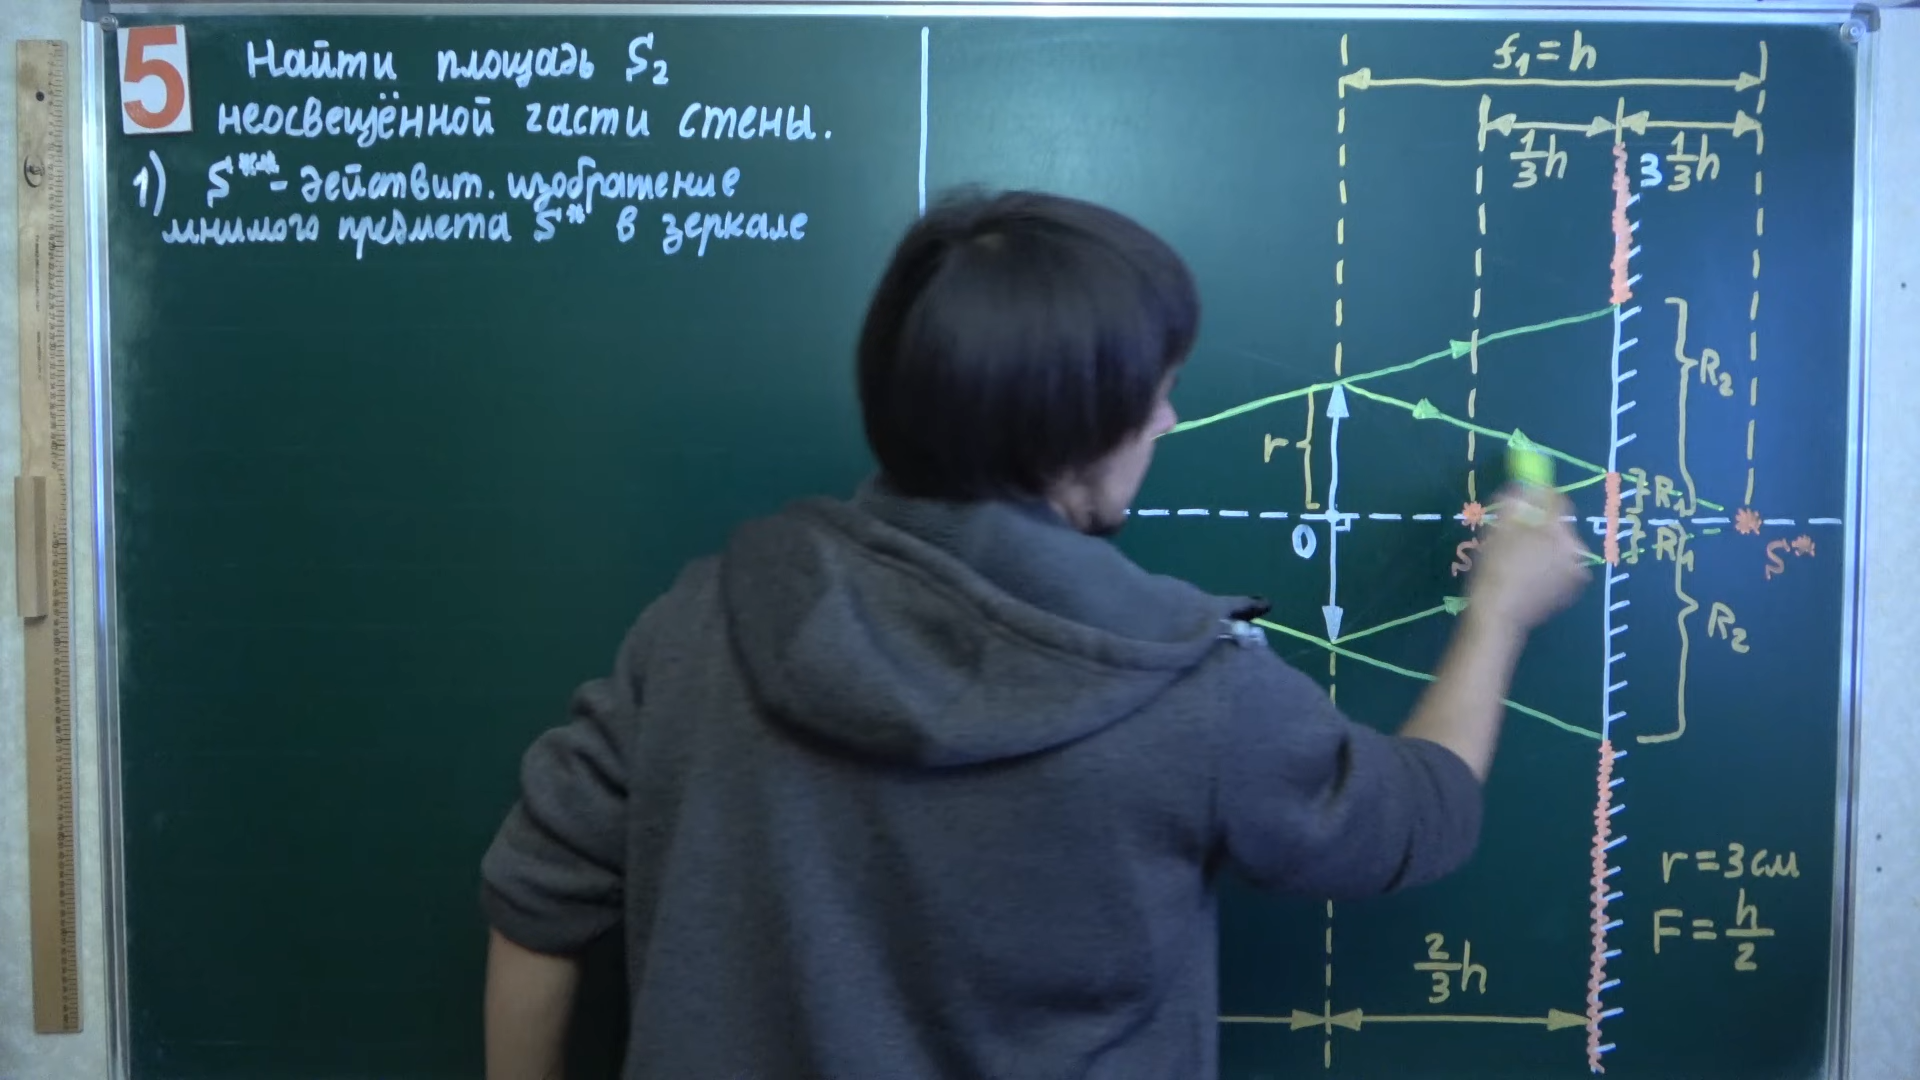 5
Найти площадь S₂
неосвещённой части стены.
1) S** - действит. изображение
мнимого предмета S* в зеркале
f₁ = h
1/3 h
З 1/3 h
R₂
r
R₁
O
R₁
S
S*
R₂
r = 3 см
F = h/2
2/3 h